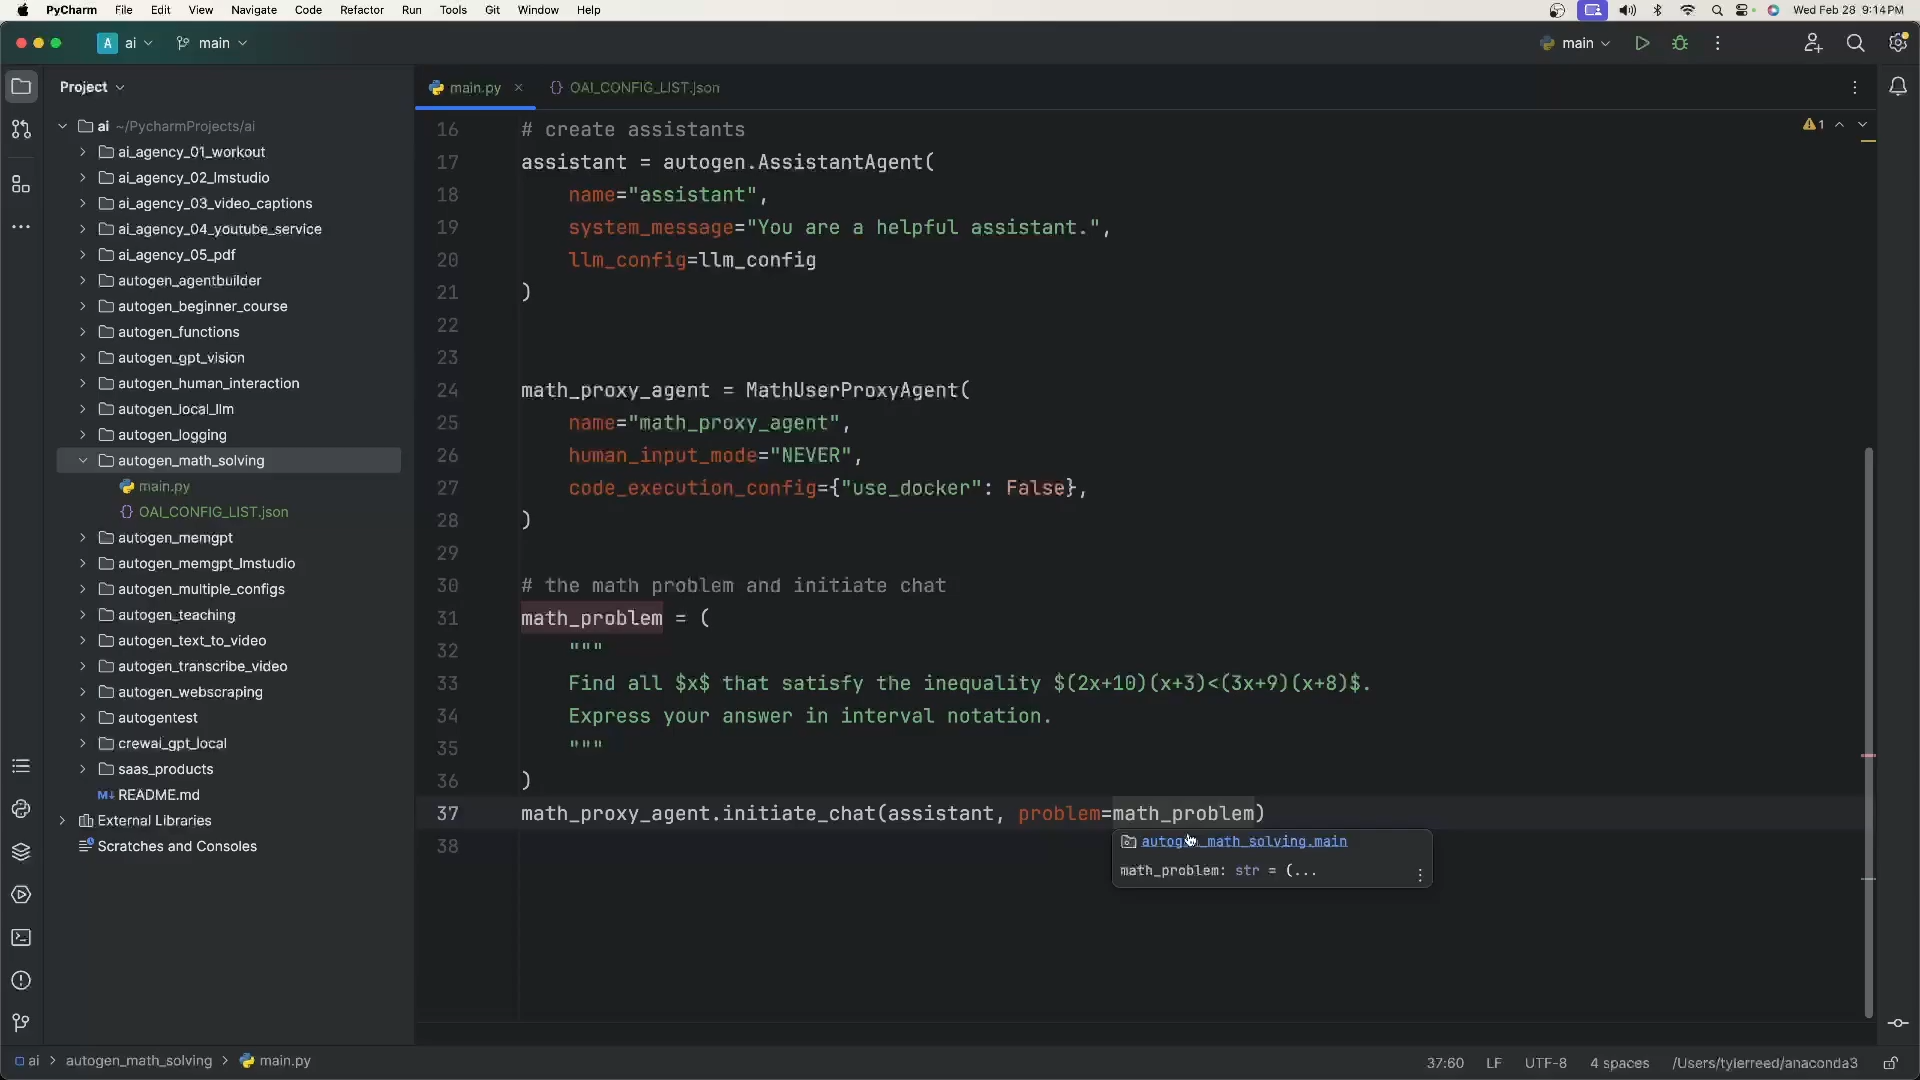 PyCharm File Edit View Navigate Code Refactor Run Tools Git Window Help Wed Feb 28 9:14PM
A ai main main
Project
main.py OAI_CONFIG_LIST.json
ai ~/PycharmProjects/ai
ai_agency_01_workout
ai_agency_02_lmstudio
ai_agency_03_video_captions
ai_agency_04_youtube_service
ai_agency_05_pdf
autogen_agentbuilder
autogen_beginner_course
autogen_functions
autogen_gpt_vision
autogen_human_interaction
autogen_local_llm
autogen_logging
autogen_math_solving
main.py
OAI_CONFIG_LIST.json
autogen_memgpt
autogen_memgpt_lmstudio
autogen_multiple_configs
autogen_teaching
autogen_text_to_video
autogen_transcribe_video
autogen_webscraping
autogentest
crewai_gpt_local
saas_products
README.md
External Libraries
Scratches and Consoles
1
16 # create assistants
17 assistant = autogen.AssistantAgent(
18 name="assistant",
19 system_message="You are a helpful assistant.",
20 llm_config=llm_config
21 )
22
23
24 math_proxy_agent = MathUserProxyAgent(
25 name="math_proxy_agent",
26 human_input_mode="NEVER",
27 code_execution_config={"use_docker": False},
28 )
29
30 # the math problem and initiate chat
31 math_problem = (
32 """
33 Find all $x$ that satisfy the inequality $(2x+10)(x+3)<(3x+9)(x+8)$.
34 Express your answer in interval notation.
35 """
36 )
37 math_proxy_agent.initiate_chat(assistant, problem=math_problem)
38
autogen_math_solving.main
math_problem: str = (...
ai > autogen_math_solving > main.py 37:60 LF UTF-8 4 spaces /Users/tylerreed/anaconda3